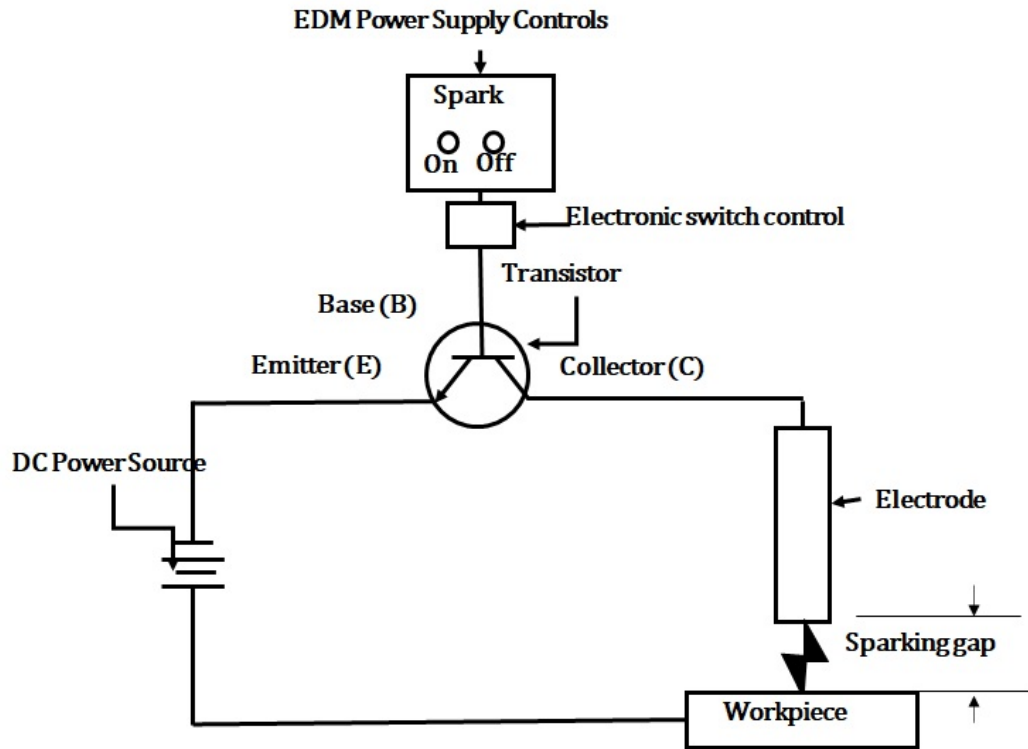 EDM Power Supply Controls
Spark
On Off
Electronic switch control
Transistor
Base (B)
Emitter (E)
Collector (C)
DC Power Source
Electrode
Sparking gap
Workpiece